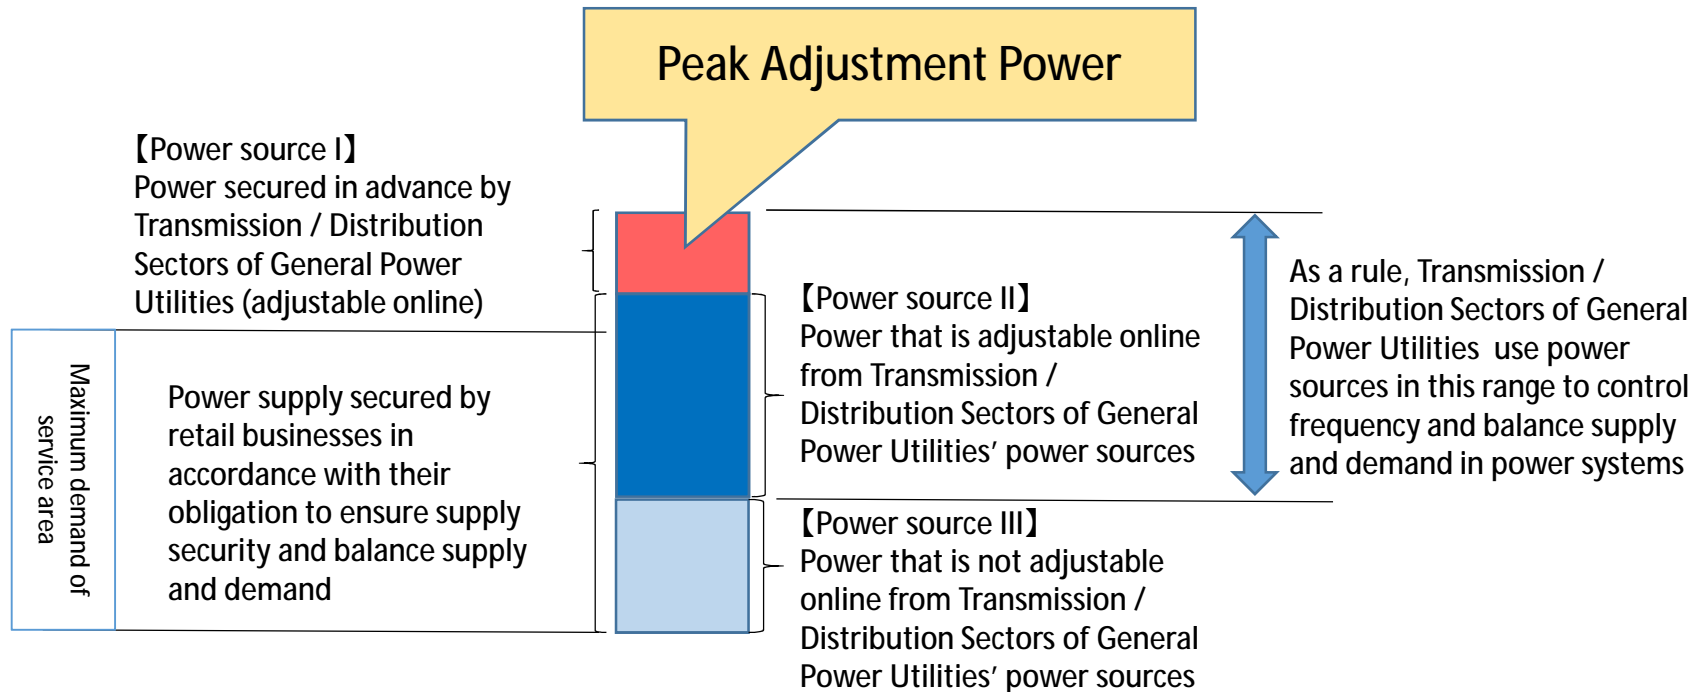 Peak Adjustment Power
【Power source I】
Power secured in advance by
Transmission / Distribution
Sectors of General Power
Utilities (adjustable online)
Maximum demand of
service area
Power supply secured by
retail businesses in
accordance with their
obligation to ensure supply
security and balance supply
and demand
【Power source II】
Power that is adjustable online
from Transmission /
Distribution Sectors of General
Power Utilities’ power sources
【Power source III】
Power that is not adjustable
online from Transmission /
Distribution Sectors of General
Power Utilities’ power sources
As a rule, Transmission /
Distribution Sectors of General
Power Utilities use power
sources in this range to control
frequency and balance supply
and demand in power systems